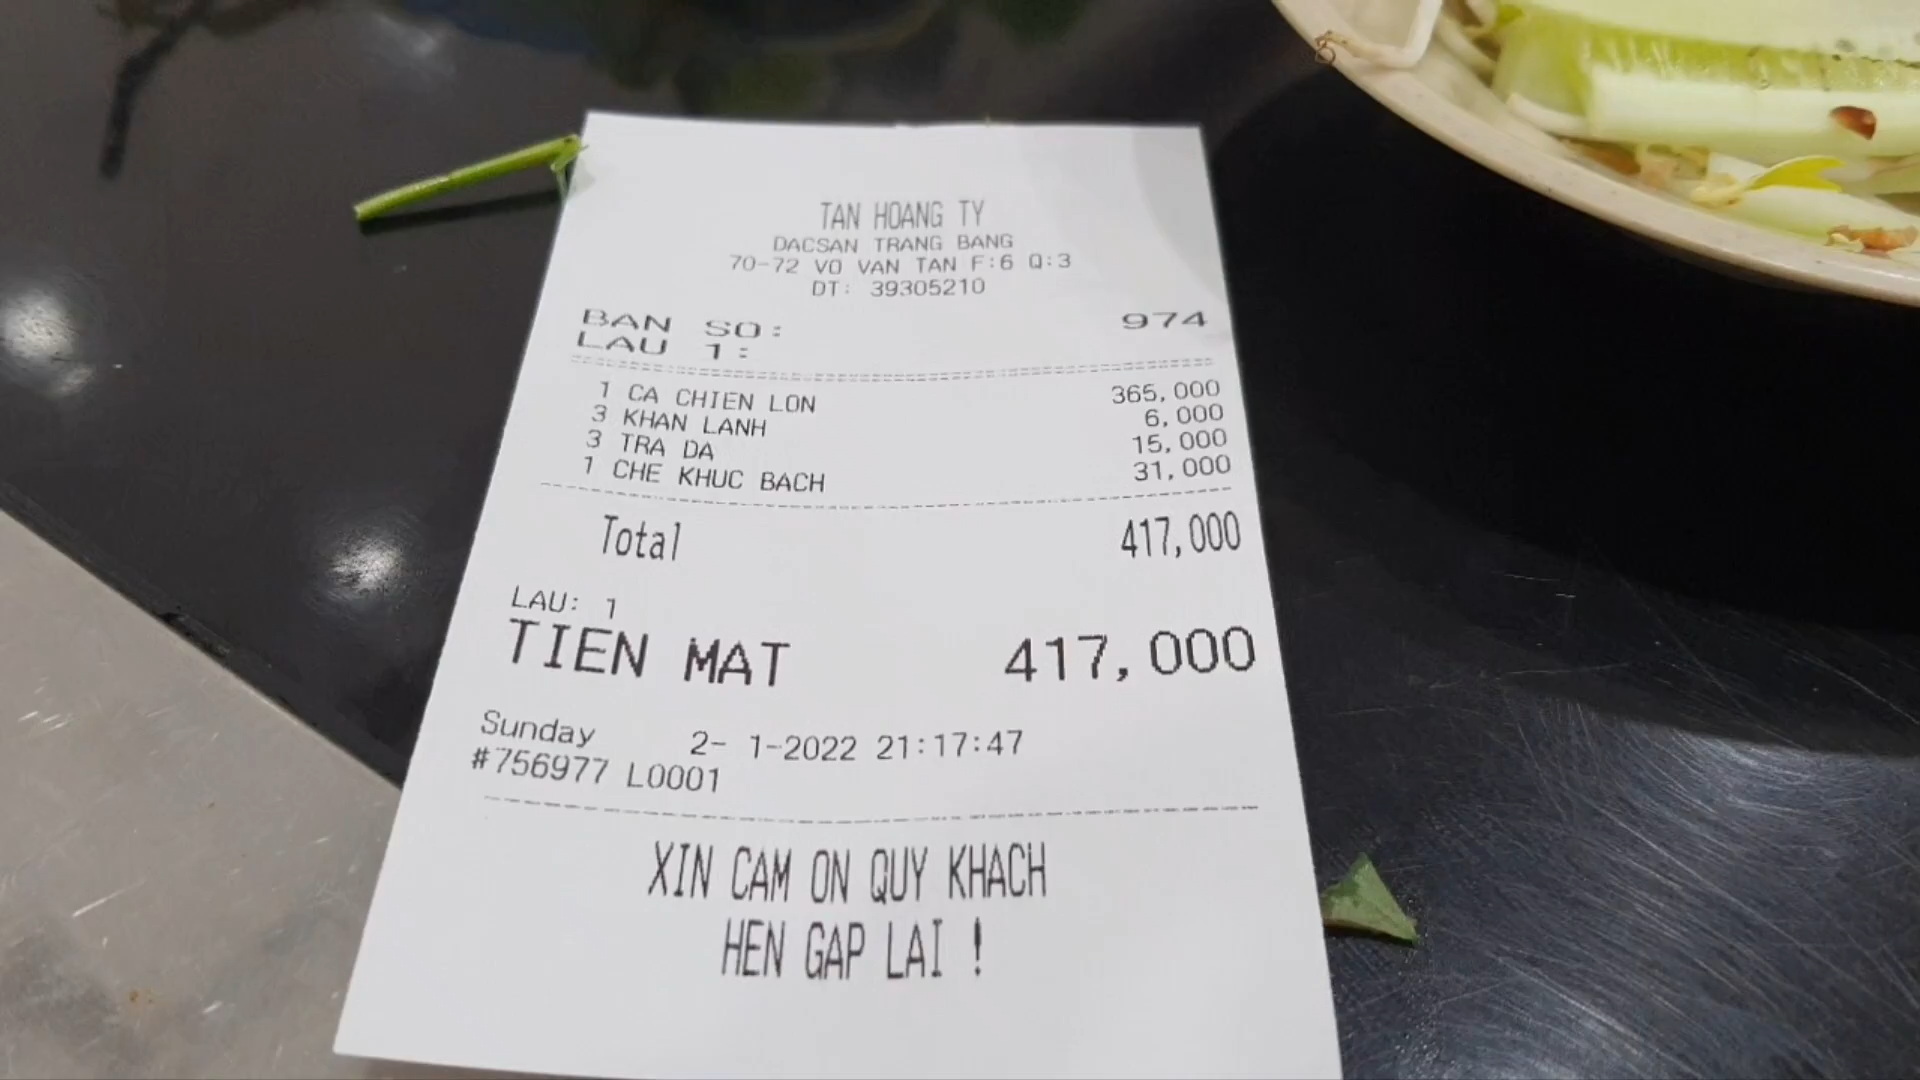 TAN HOANG TY
DACSAN TRANG BANG
70-72 VO VAN TAN F:6 Q:3
DT: 39305210
BAN SO: 974
LAU 1:
1 CA CHIEN LON 365,000
3 KHAN LANH 6,000
3 TRA DA 15,000
1 CHE KHUC BACH 31,000
Total 417,000
LAU: 1
TIEN MAT 417,000
Sunday 2- 1-2022 21:17:47
#756977 L0001
XIN CAM ON QUY KHACH
HEN GAP LAI !